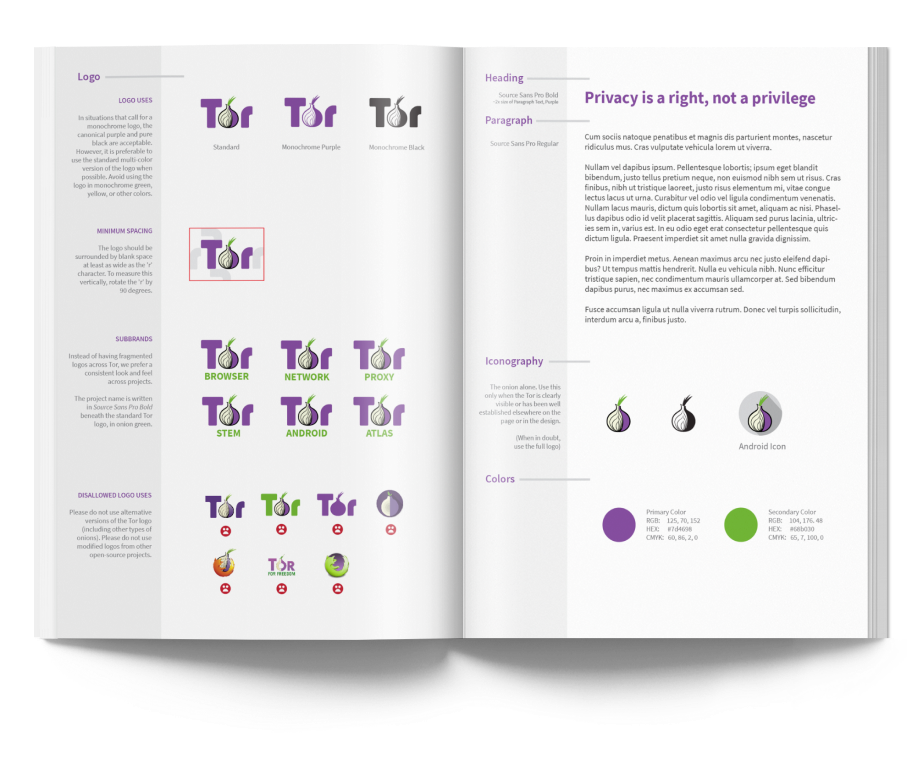 Logo
LOGO USES
In situations that call for a
monochrome logo, the
canonical purple and pure
black are acceptable.
However, it is preferable to
use the standard multi-color
version of the logo when
possible. Avoid using the
logo in monochrome green,
yellow, or other colors.
Tor
Tor
Tor
Standard
Monochrome Purple
Monochrome Black
MINIMUM SPACING
The logo should be
surrounded by blank space
at least as wide as the 'r'
character. To measure this
vertically, rotate the 'r' by
90 degrees.
Tor
SUBBRANDS
Instead of having fragmented
logos across Tor, we prefer a
consistent look and feel
across projects.
The project name is written
in Source Sans Pro Bold
beneath the standard Tor
logo, in onion green.
Tor
BROWSER
Tor
NETWORK
Tor
PROXY
Tor
STEM
Tor
ANDROID
Tor
ATLAS
DISALLOWED LOGO USES
Please do not use alternative
versions of the Tor logo
(including other types of
onions). Please do not use
modified logos from other
open-source projects.
Tor
Tor
Tor
TOR
FOR FREEDOM
Heading
Source Sans Pro Bold
size of Paragraph Text, Purple
Privacy is a right, not a privilege
Paragraph
Source Sans Pro Regular
Cum sociis natoque penatibus et magnis dis parturient montes, nascetur
ridiculus mus. Cras vulputate vehicula lorem ut viverra.
Nullam vel dapibus ipsum. Pellentesque lobortis; ipsum eget blandit
bibendum, justo tellus pretium neque, non euismod nibh sem ut risus. Cras
finibus, nibh ut tristique laoreet, justo risus elementum mi, vitae congue
lectus lacus ut urna. Curabitur vel odio vel ligula condimentum venenatis.
Nullam lacus mauris, dictum quis lobortis sit amet, aliquam ac nisi. Phasel-
lus dapibus odio id velit placerat sagittis. Aliquam sed purus lacinia, ultric-
ies sem in, varius est. In eu odio eget erat consectetur pellentesque quis
dictum ligula. Praesent imperdiet sit amet nulla gravida dignissim.
Proin in imperdiet metus. Aenean maximus arcu nec justo eleifend dapi-
bus? Ut tempus mattis hendrerit. Nulla eu vehicula nibh. Nunc efficitur
tristique sapien, nec condimentum mauris ullamcorper at. Sed bibendum
dapibus purus, nec maximus ex accumsan sed.
Fusce accumsan ligula ut nulla viverra rutrum. Donec vel turpis sollicitudin,
interdum arcu a, finibus justo.
Iconography
The onion alone. Use this
only when the Tor is clearly
visible or has been well
established elsewhere on the
page or in the design.
(When in doubt,
use the full logo)
Android Icon
Colors
Primary Color
RGB: 125, 70, 152
HEX: #7d4698
CMYK: 60, 86, 2, 0
Secondary Color
RGB: 104, 176, 48
HEX: #68b030
CMYK: 65, 7, 100, 0